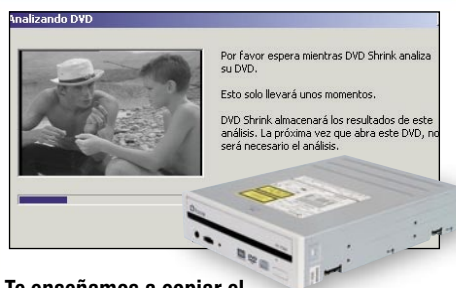 Analizando DVD
Por favor espera mientras DVD Shrink analiza
su DVD.
Esto solo llevará unos momentos.
DVD Shrink almacenará los resultados de este
análisis. La próxima vez que abra este DVD, no
será necesario el análisis.
Te enseñamos a copiar el